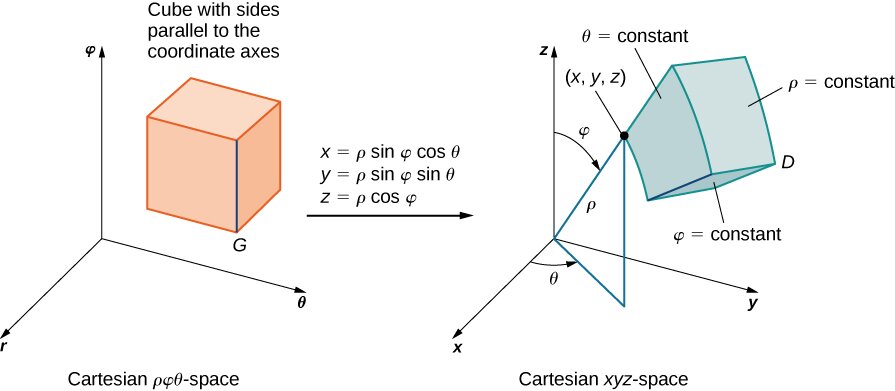 Cube with sides
parallel to the
coordinate axes
φ
G
θ
r
Cartesian ρφθ-space
x = ρ sin φ cos θ
y = ρ sin φ sin θ
z = ρ cos φ
z
θ = constant
(x, y, z)
ρ = constant
φ
D
ρ
φ = constant
θ
y
x
Cartesian xyz-space